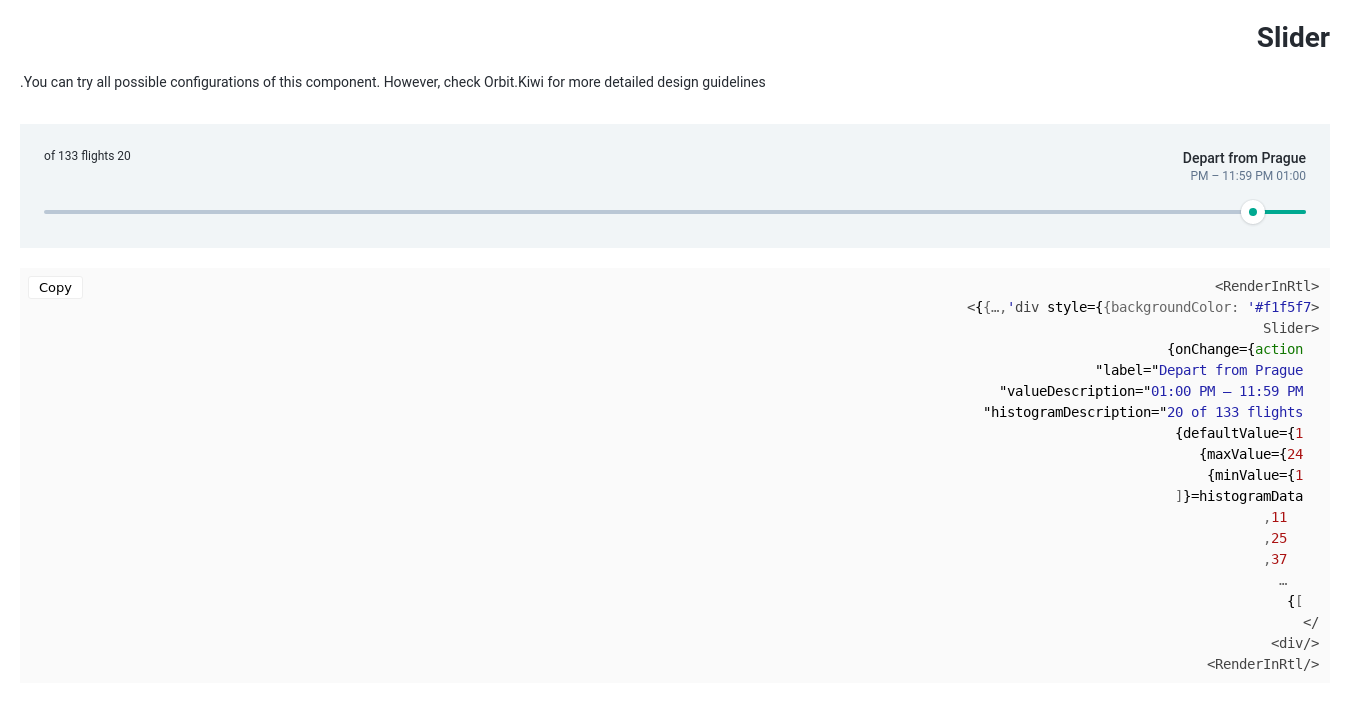 Slider
.You can try all possible configurations of this component. However, check Orbit.Kiwi for more detailed design guidelines
Depart from Prague
PM – 11:59 PM 01:00
of 133 flights 20
Copy
<RenderInRtl>
<{{…,'div style={{backgroundColor: '#f1f5f7>
Slider>
{onChange={action
"label="Depart from Prague
"valueDescription="01:00 PM – 11:59 PM
"histogramDescription="20 of 133 flights
{defaultValue={1
{maxValue={24
{minValue={1
]}=histogramData
,11
,25
,37
…
{[
</
<div/>
<RenderInRtl/>